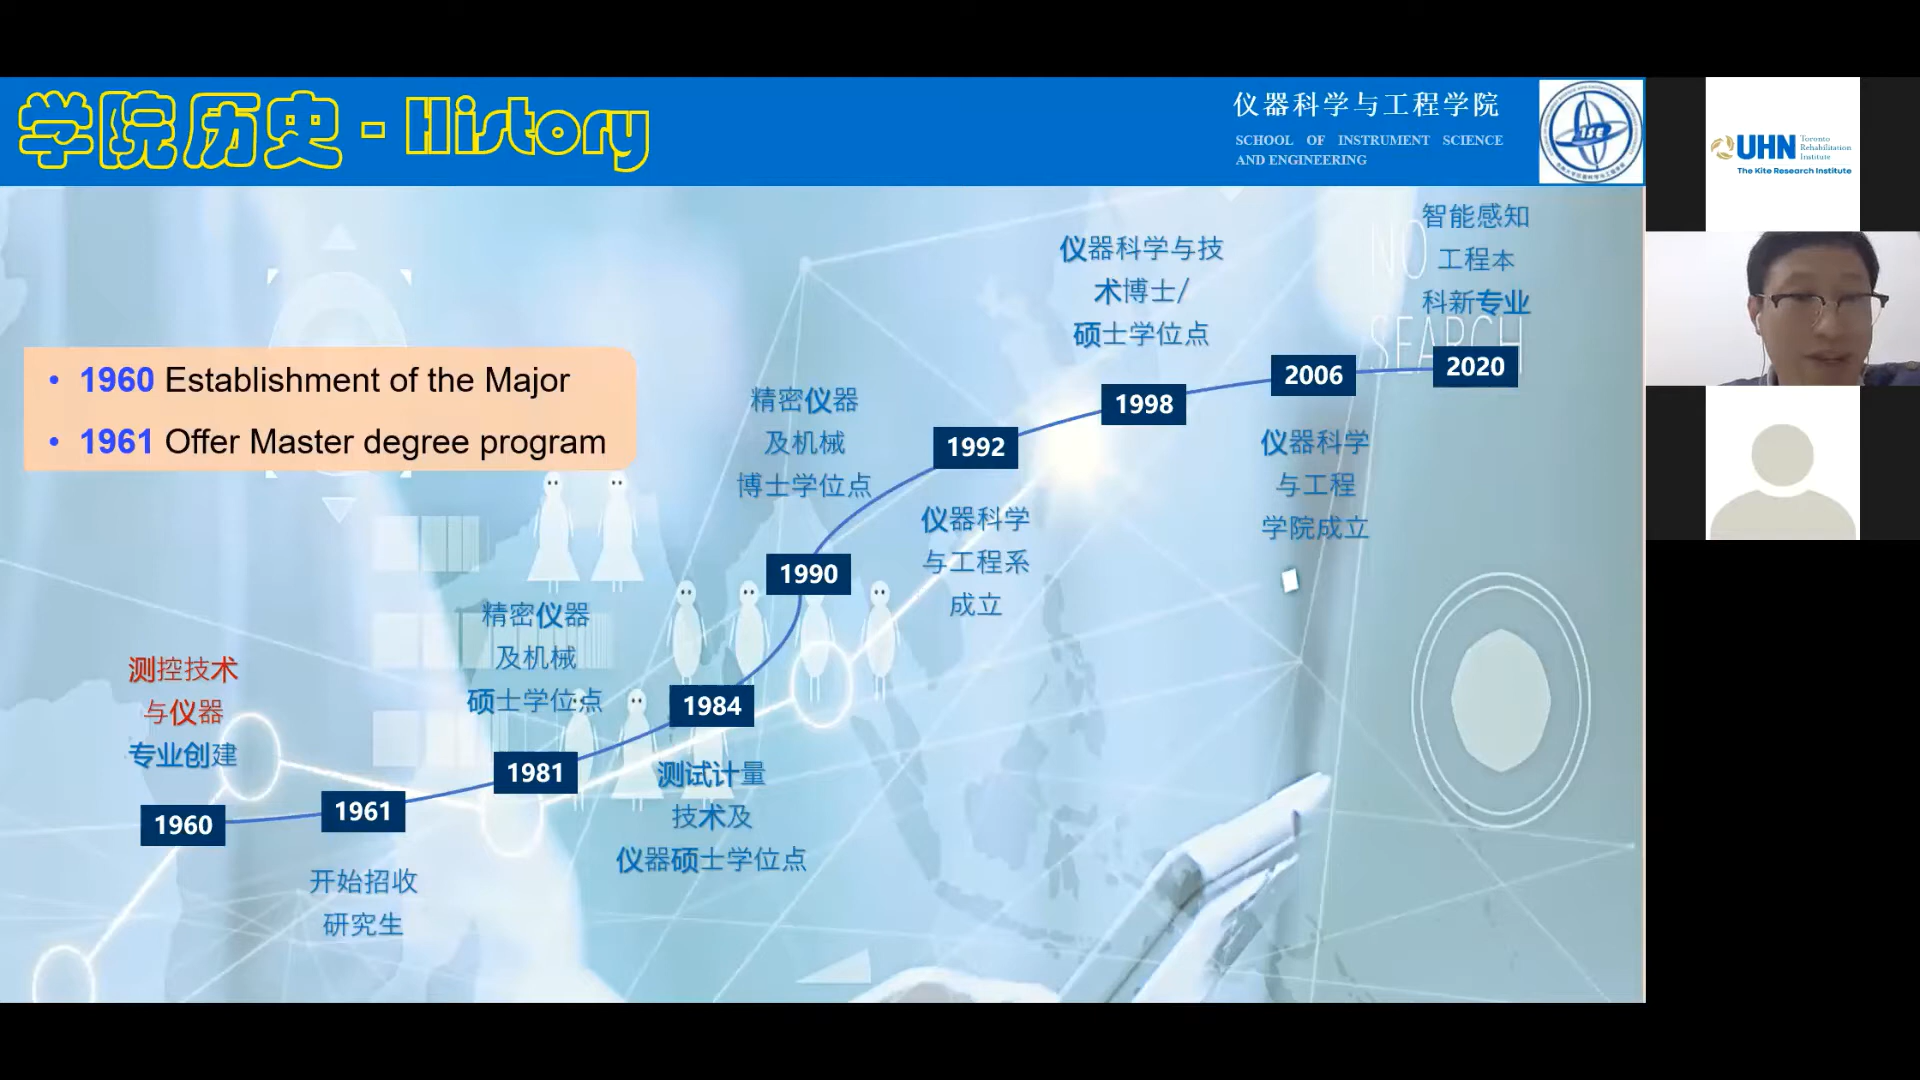 学院历史 - History
仪器科学与工程学院
SCHOOL OF INSTRUMENT SCIENCE
AND ENGINEERING
ISE
UHN
Toronto
Rehabilitation
Institute
The Kite Research Institute
• 1960 Establishment of the Major
• 1961 Offer Master degree program
测控技术
与仪器
专业创建
1960
1961
开始招收
研究生
精密仪器
及机械
硕士学位点
1981
1984
测试计量
技术及
仪器硕士学位点
精密仪器
及机械
博士学位点
1990
1992
仪器科学
与工程系
成立
仪器科学与技
术博士/
硕士学位点
1998
2006
仪器科学
与工程
学院成立
智能感知
工程本
科新专业
2020
NO
SEARCH